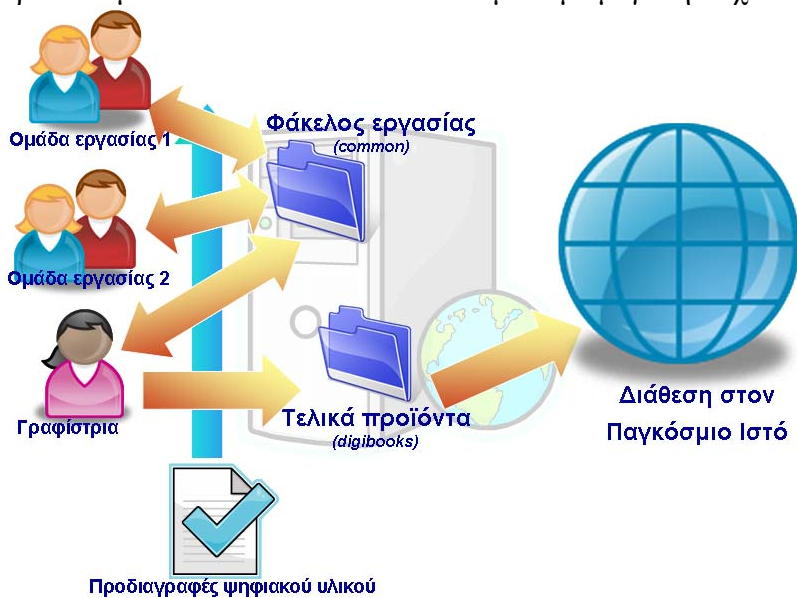 Ομάδα εργασίας 1
Φάκελος εργασίας
(common)
Ομάδα εργασίας 2
Γραφίστρια
Τελικά προϊόντα
(digibooks)
Διάθεση στον
Παγκόσμιο Ιστό
Προδιαγραφές ψηφιακού υλικού